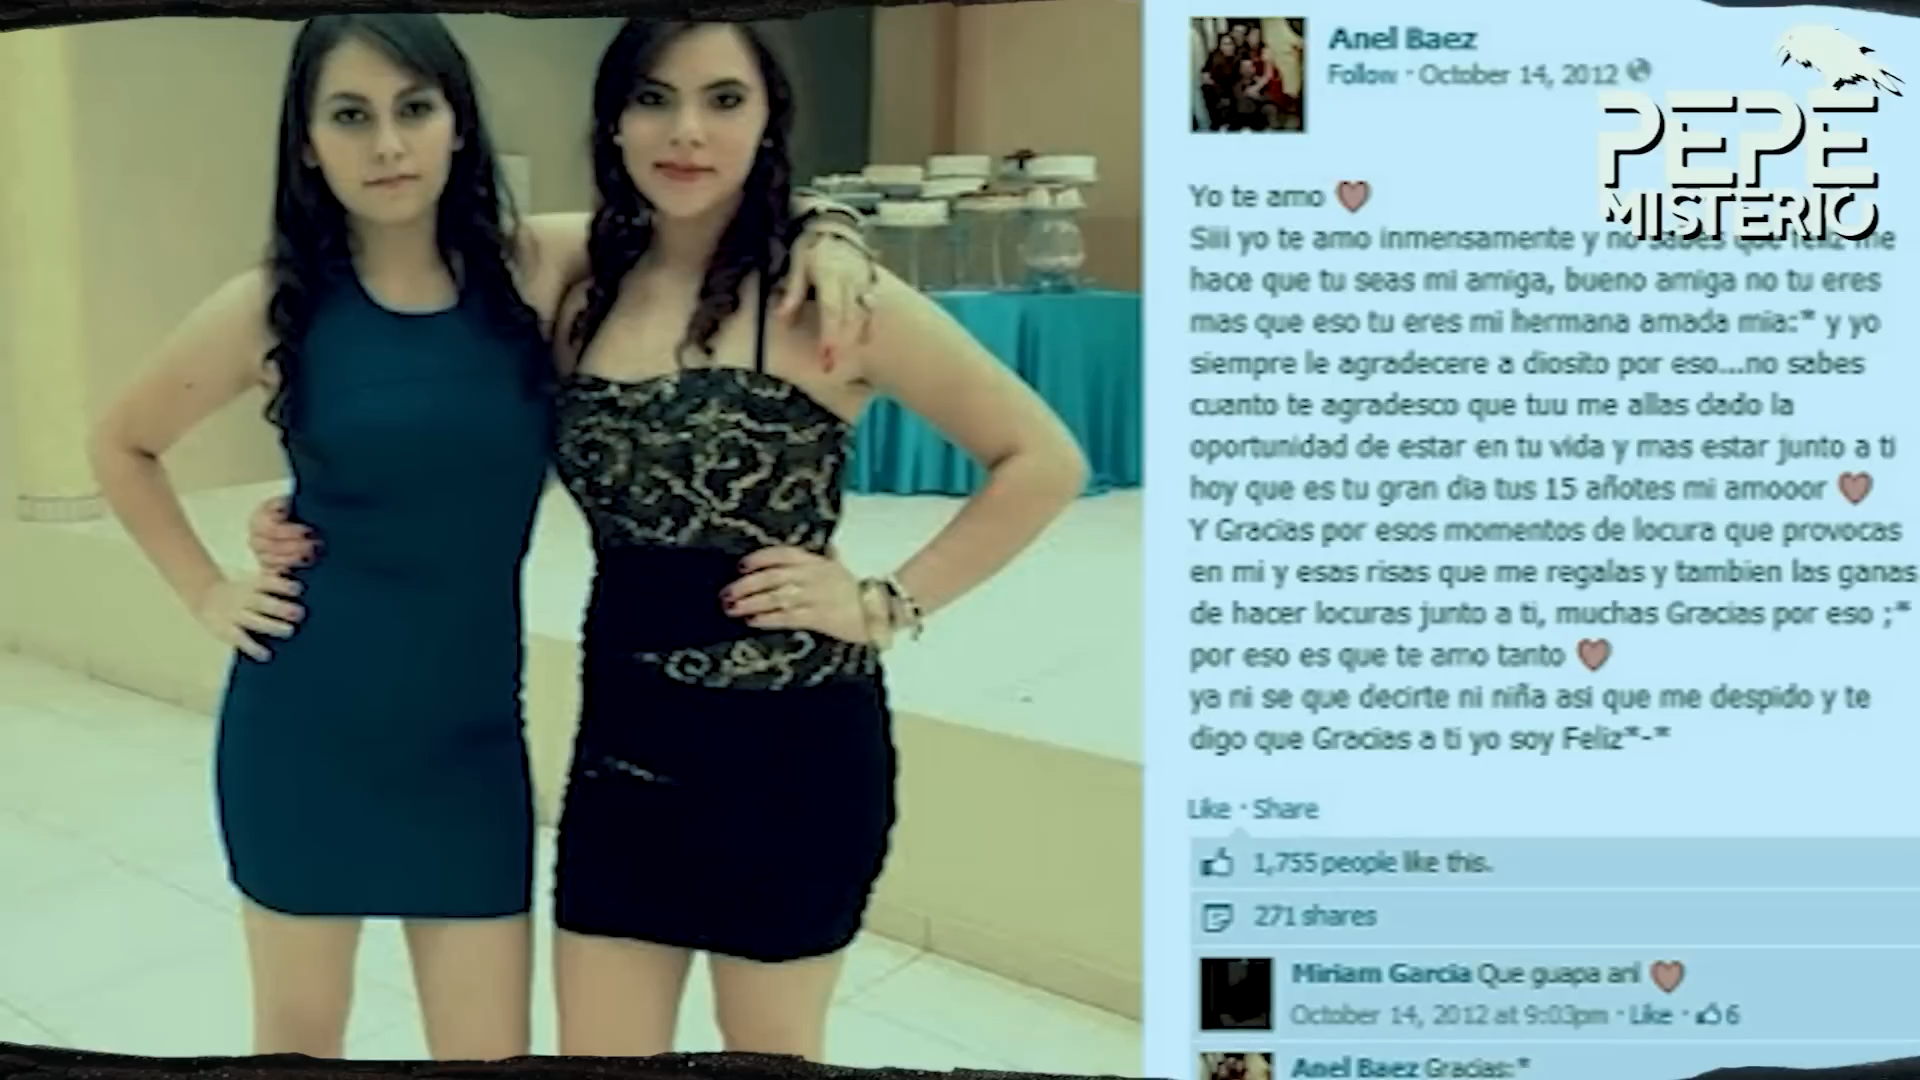 Anel Baez
Follow · October 14, 2012
PEPE
MISTERIO
Yo te amo ❤
Siii yo te amo inmensamente y no sabes que feliz me
hace que tu seas mi amiga, bueno amiga no tu eres
mas que eso tu eres mi hermana amada mia:* y yo
siempre le agradecere a diosito por eso...no sabes
cuanto te agradesco que tuu me allas dado la
oportunidad de estar en tu vida y mas estar junto a ti
hoy que es tu gran dia tus 15 añotes mi amooor ❤
Y Gracias por esos momentos de locura que provocas
en mi y esas risas que me regalas y tambien las ganas
de hacer locuras junto a ti, muchas Gracias por eso ;*
por eso es que te amo tanto ❤
ya ni se que decirte ni niña asi que me despido y te
digo que Gracias a ti yo soy Feliz*-*
Like · Share
1,755 people like this.
271 shares
Miriam Garcia Que guapa aril ❤
October 14, 2012 at 9:03pm · Like · 6
Anel Baez Gracias:*